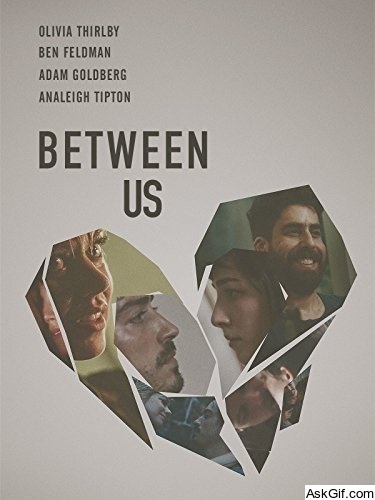 OLIVIA THIRLBY
BEN FELDMAN
ADAM GOLDBERG
ANALEIGH TIPTON
BETWEEN
US
AskGif.com